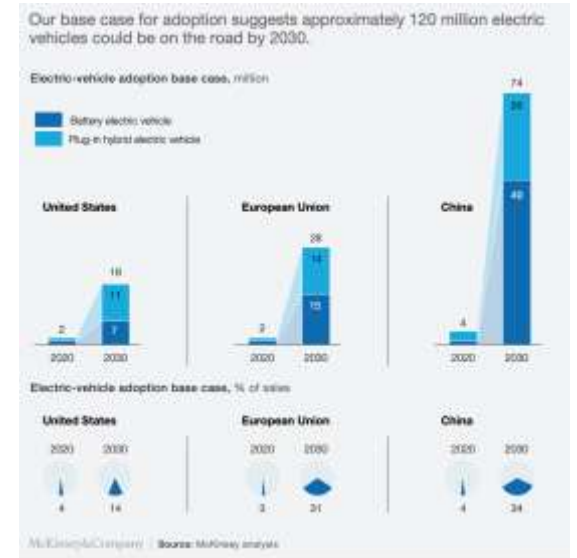 Our base case for adoption suggests approximately 120 million electric
vehicles could be on the road by 2030.
Electric-vehicle adoption base case, million
Battery electric vehicle
Plug-in hybrid electric vehicle
United States
European Union
China
2
18
11
7
2
28
14
15
4
74
26
48
2020 2030
2020 2030
2020 2030
Electric-vehicle adoption base case, % of sales
United States
European Union
China
2020 2030
2020 2030
2020 2030
4 14
3 31
4 34
McKinsey&Company | Source: McKinsey analysis